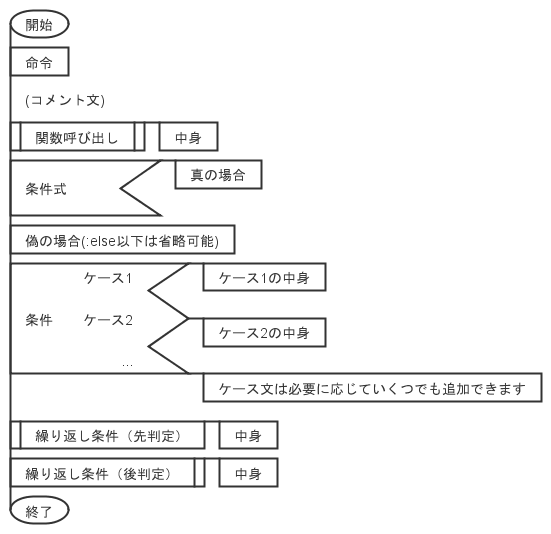 開始
命令
(コメント文)
関数呼び出し 中身
真の場合
条件式
偽の場合(:else以下は省略可能)
ケース1 ケース1の中身
条件 ケース2
ケース2の中身
...
ケース文は必要に応じていくつでも追加できます
繰り返し条件（先判定） 中身
繰り返し条件（後判定） 中身
終了